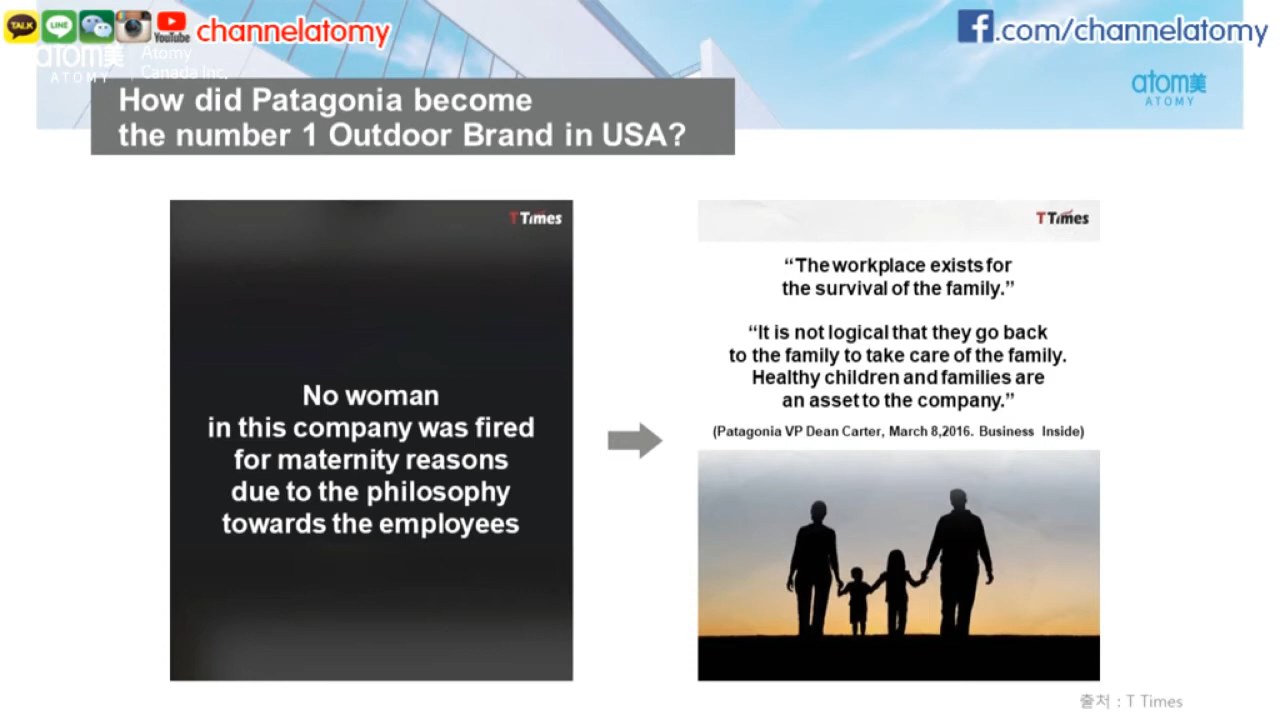 TALK
LINE
YouTube
channelatomy
f.com/channelatomy
atom美
ATOMY
Atomy
Canada Inc.
atom美
ATOMY
How did Patagonia become
the number 1 Outdoor Brand in USA?
T Times
No woman
in this company was fired
for maternity reasons
due to the philosophy
towards the employees
T Times
“The workplace exists for
the survival of the family.”
“It is not logical that they go back
to the family to take care of the family.
Healthy children and families are
an asset to the company.”
(Patagonia VP Dean Carter, March 8,2016. Business Inside)
출처 : T Times